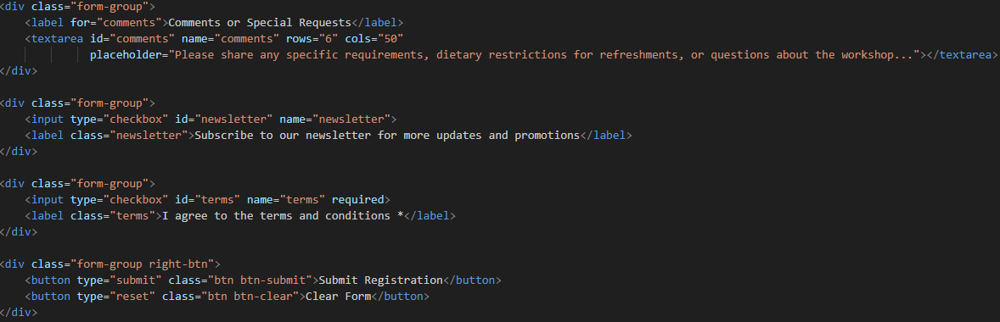 <div class="form-group">
<label for="comments">Comments or Special Requests</label>
<textarea id="comments" name="comments" rows="6" cols="50"
placeholder="Please share any specific requirements, dietary restrictions for refreshments, or questions about the workshop..."></textarea>
</div>
<div class="form-group">
<input type="checkbox" id="newsletter" name="newsletter">
<label class="newsletter">Subscribe to our newsletter for more updates and promotions</label>
</div>
<div class="form-group">
<input type="checkbox" id="terms" name="terms" required>
<label class="terms">I agree to the terms and conditions *</label>
</div>
<div class="form-group right-btn">
<button type="submit" class="btn btn-submit">Submit Registration</button>
<button type="reset" class="btn btn-clear">Clear Form</button>
</div>